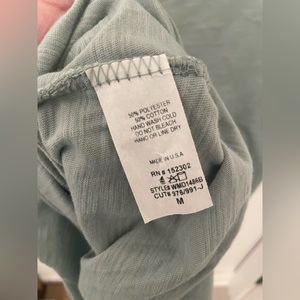 50% POLYESTER
50% COTTON
HAND WASH COLD
DO NOT BLEACH
HANG OR LINE DRY
MADE IN U.S.A
RN # 152302
STYLE# WMD1486B
CUT# 976/991-J
M